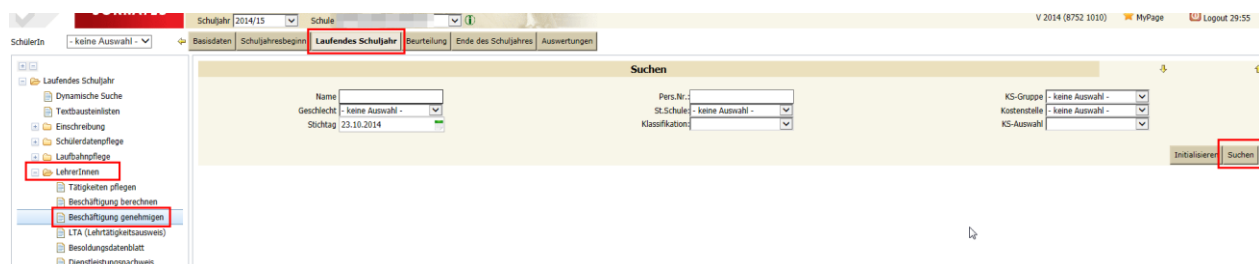 Schuljahr 2014/15 Schule V 2014 (8752 1010) MyPage Logout 29:55
SchülerIn - keine Auswahl - Basisdaten Schuljahresbeginn Laufendes Schuljahr Beurteilung Ende des Schuljahres Auswertungen
Suchen
Laufendes Schuljahr
Dynamische Suche
Textbausteinlisten
Einschreibung
Schülerdatenpflege
Laufbahnpflege
LehrerInnen
Tätigkeiten pflegen
Beschäftigung berechnen
Beschäftigung genehmigen
LTA (Lehrtätigkeitsausweis)
Besoldungsdatenblatt
Dienstleistungsnachweis
Name Pers.Nr.: KS-Gruppe - keine Auswahl -
Geschlecht - keine Auswahl - St.Schule: - keine Auswahl - Kostenstelle - keine Auswahl -
Stichtag 23.10.2014 Klassifikation: KS-Auswahl
Initialisieren Suchen